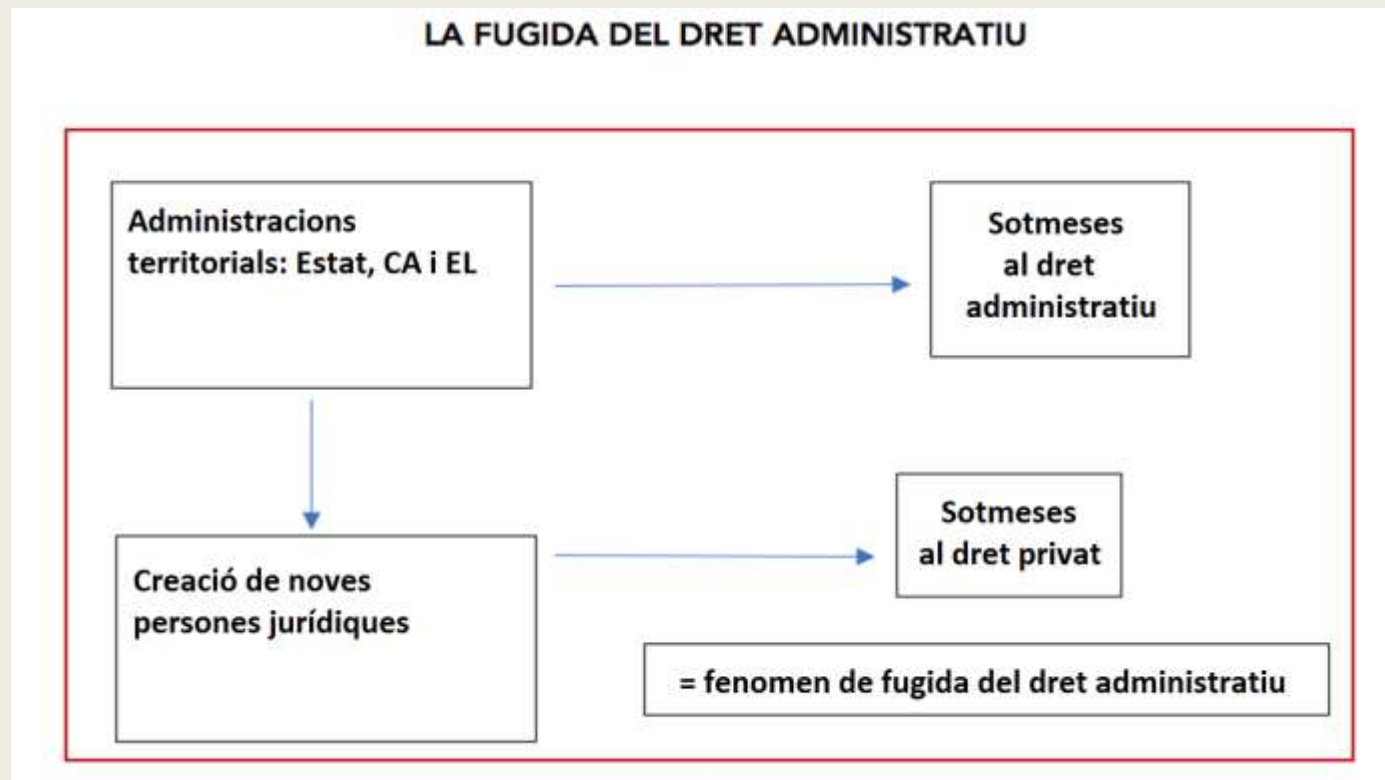 LA FUGIDA DEL DRET ADMINISTRATIU
Administracions
territorials: Estat, CA i EL
Sotmeses
al dret
administratiu
Creació de noves
persones jurídiques
Sotmeses
al dret privat
= fenomen de fugida del dret administratiu